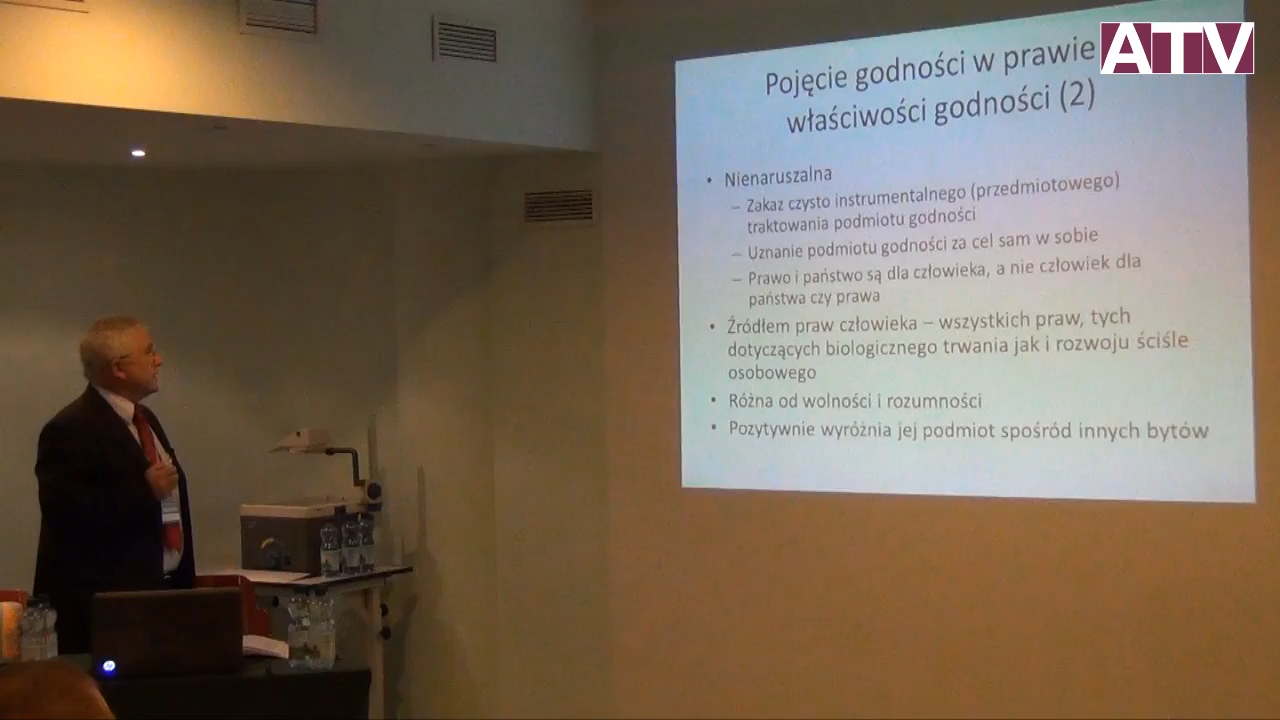 ATV
Pojęcie godności w prawie
właściwości godności (2)
• Nienaruszalna
– Zakaz czysto instrumentalnego (przedmiotowego)
traktowania podmiotu godności
– Uznanie podmiotu godności za cel sam w sobie
– Prawo i państwo są dla człowieka, a nie człowiek dla
państwa czy prawa
• Źródłem praw człowieka – wszystkich praw, tych
dotyczących biologicznego trwania jak i rozwoju ściśle
osobowego
• Różna od wolności i rozumności
• Pozytywnie wyróżnia jej podmiot spośród innych bytów